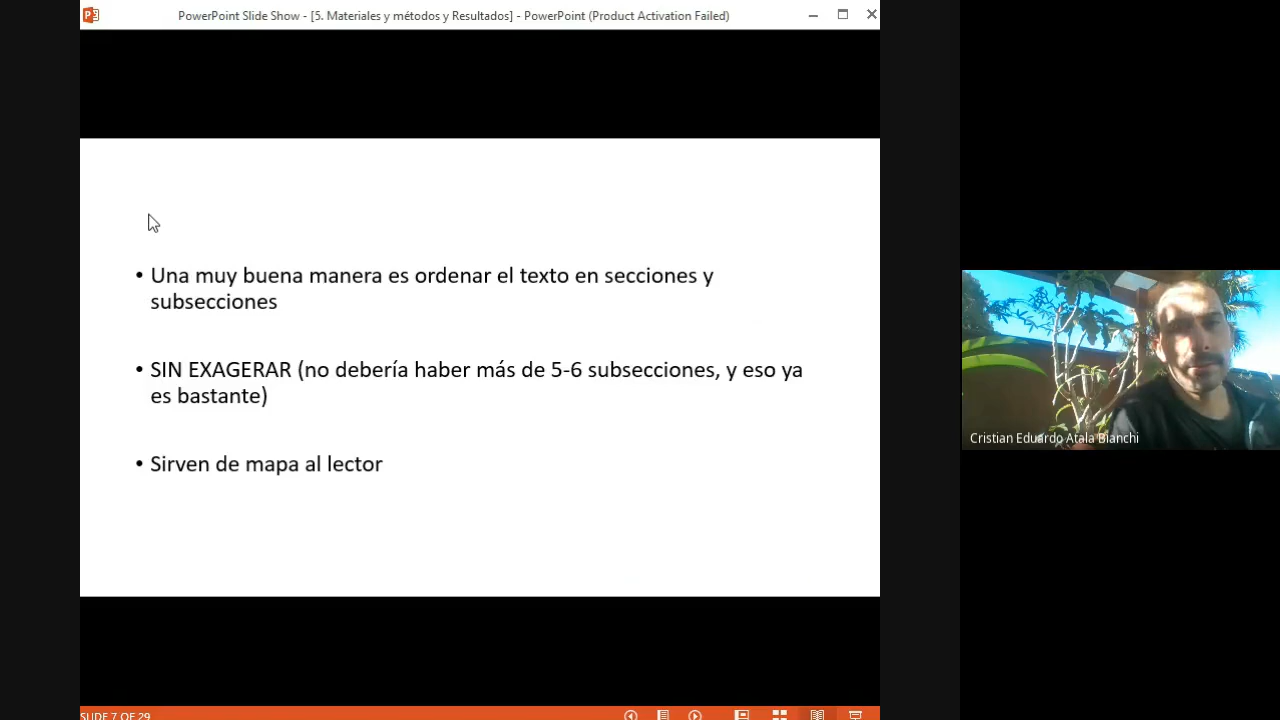 PowerPoint Slide Show - [5. Materiales y métodos y Resultados] - PowerPoint (Product Activation Failed)
• Una muy buena manera es ordenar el texto en secciones y
subsecciones
• SIN EXAGERAR (no debería haber más de 5-6 subsecciones, y eso ya
es bastante)
• Sirven de mapa al lector
Cristian Eduardo Atala Bianchi
SLIDE 7 OF 29